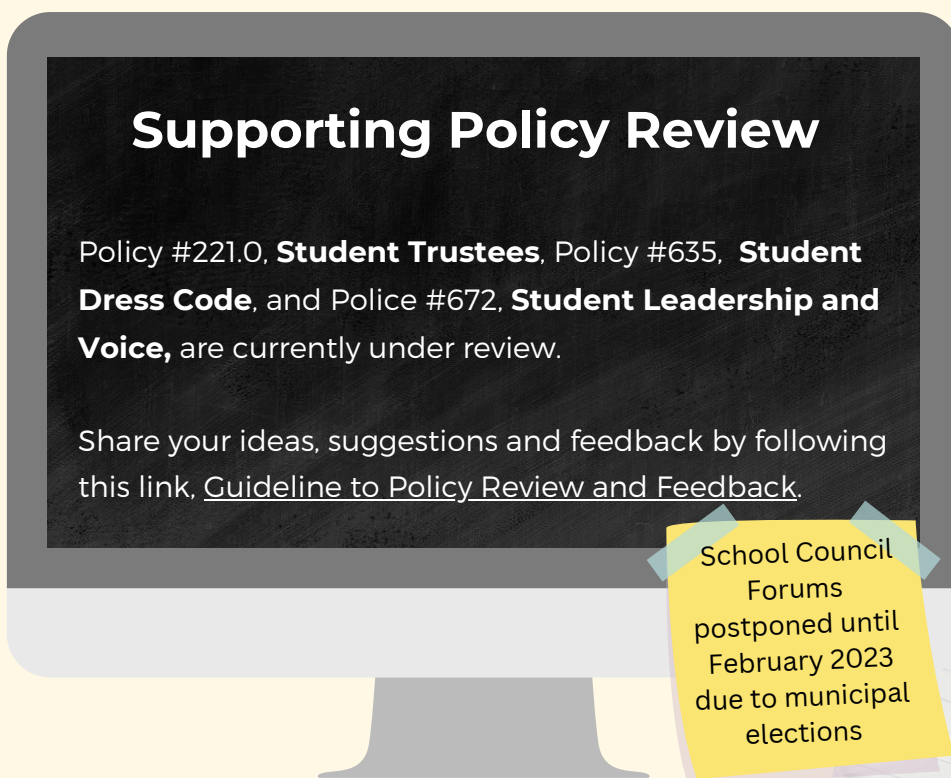 Supporting Policy Review
Policy #221.0, Student Trustees, Policy #635, Student
Dress Code, and Police #672, Student Leadership and
Voice, are currently under review.
Share your ideas, suggestions and feedback by following
this link, Guideline to Policy Review and Feedback.
School Council
Forums
postponed until
February 2023
due to municipal
elections